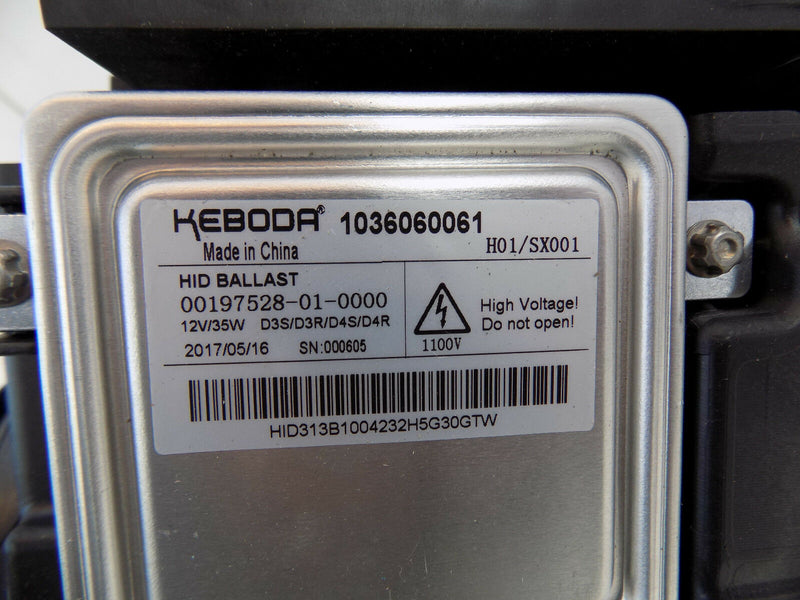 KEBODA® 1036060061
Made in China H01/SX001
HID BALLAST
00197528-01-0000
12V/35W D3S/D3R/D4S/D4R
2017/05/16 SN:000605
High Voltage!
Do not open!
1100V
HID313B1004232H5G30GTW